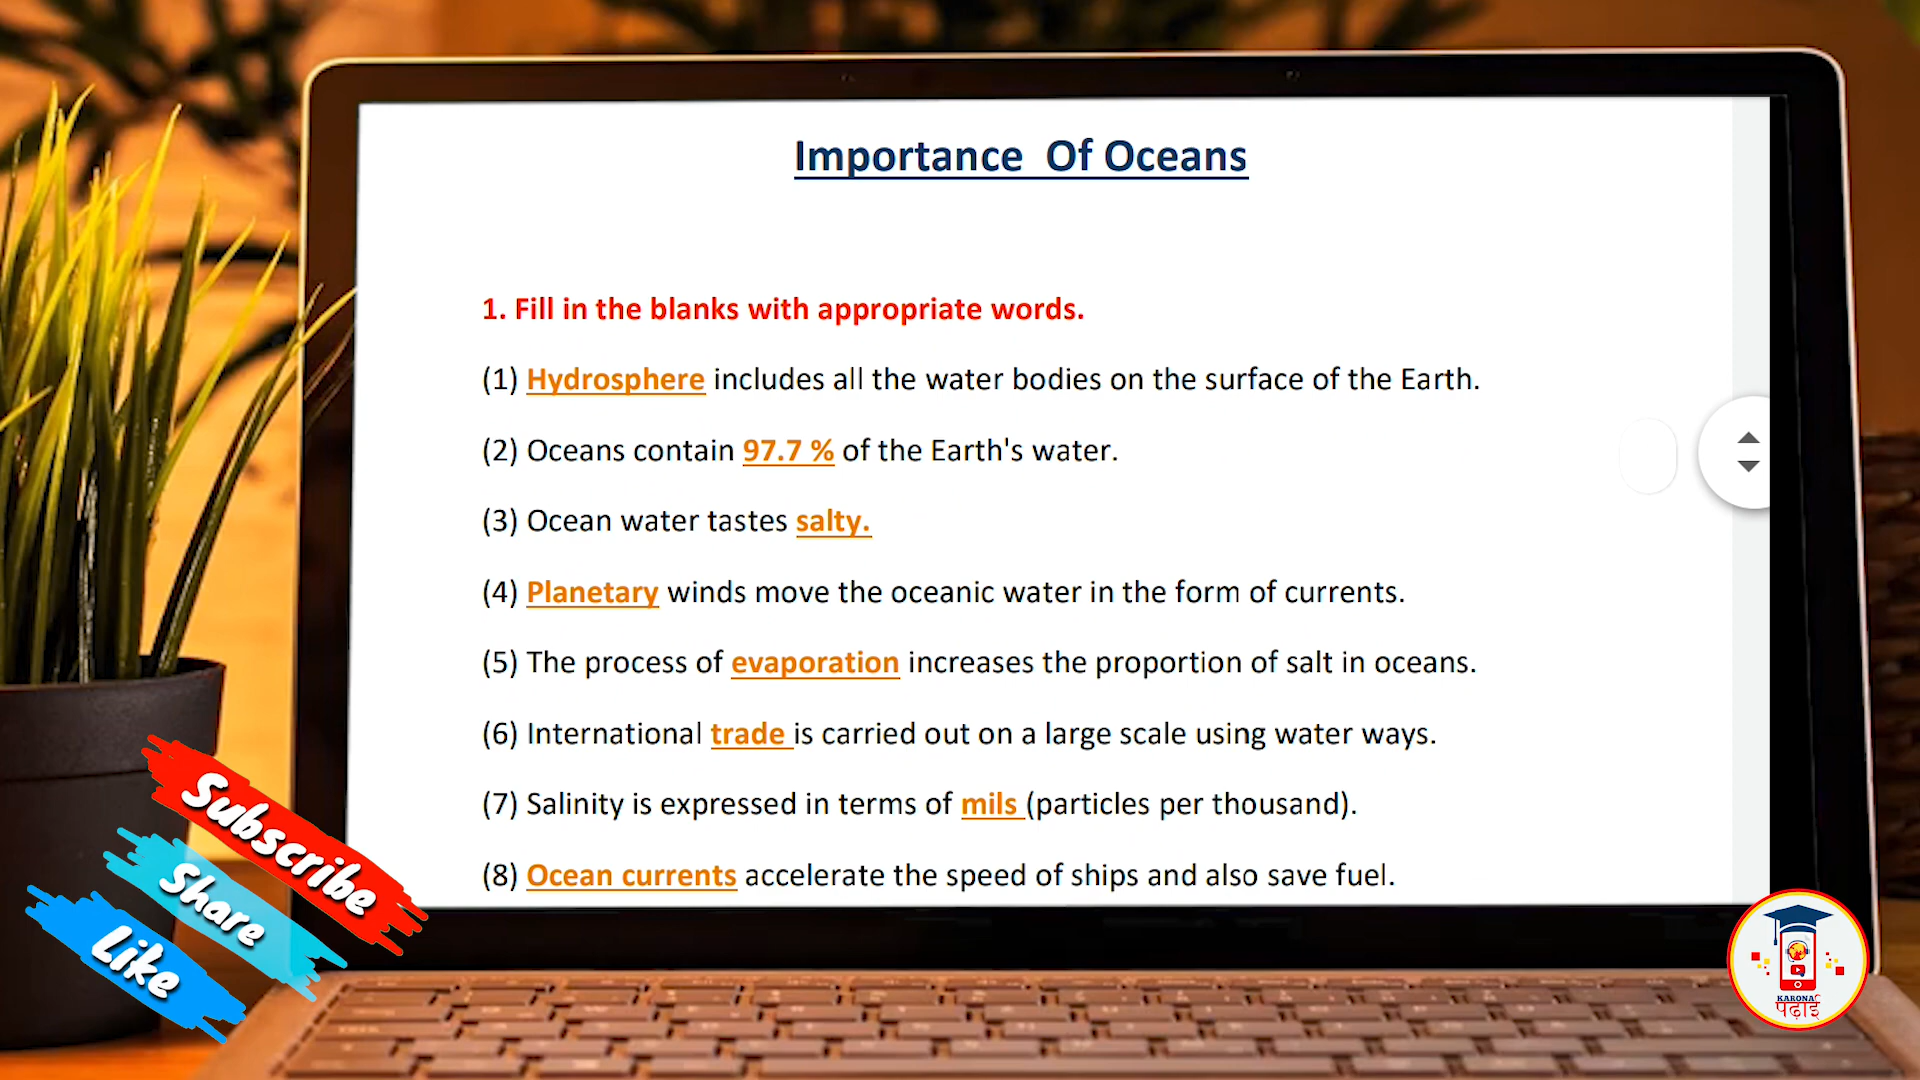 Importance Of Oceans
1. Fill in the blanks with appropriate words.
(1) Hydrosphere includes all the water bodies on the surface of the Earth.
(2) Oceans contain 97.7 % of the Earth's water.
(3) Ocean water tastes salty.
(4) Planetary winds move the oceanic water in the form of currents.
(5) The process of evaporation increases the proportion of salt in oceans.
(6) International trade is carried out on a large scale using water ways.
(7) Salinity is expressed in terms of mils (particles per thousand).
(8) Ocean currents accelerate the speed of ships and also save fuel.
Subscribe
Share
Like
KARONA
पढ़ाई